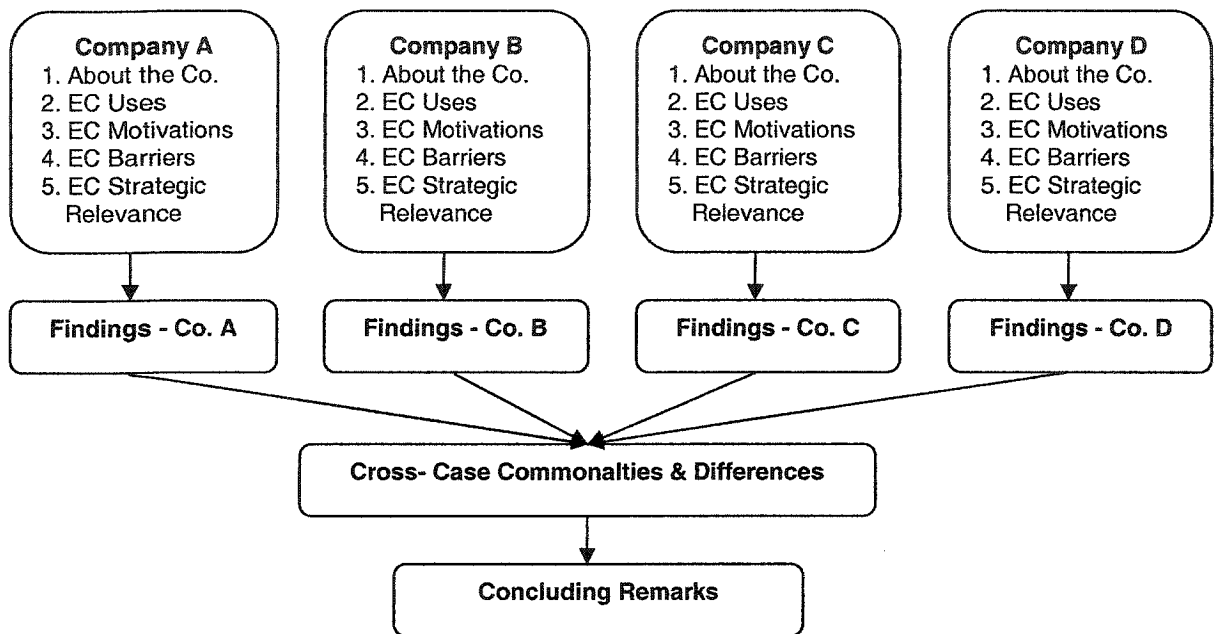 Company A
1. About the Co.
2. EC Uses
3. EC Motivations
4. EC Barriers
5. EC Strategic
Relevance
Company B
1. About the Co.
2. EC Uses
3. EC Motivations
4. EC Barriers
5. EC Strategic
Relevance
Company C
1. About the Co.
2. EC Uses
3. EC Motivations
4. EC Barriers
5. EC Strategic
Relevance
Company D
1. About the Co.
2. EC Uses
3. EC Motivations
4. EC Barriers
5. EC Strategic
Relevance
Findings - Co. A
Findings - Co. B
Findings - Co. C
Findings - Co. D
Cross- Case Commonalties & Differences
Concluding Remarks